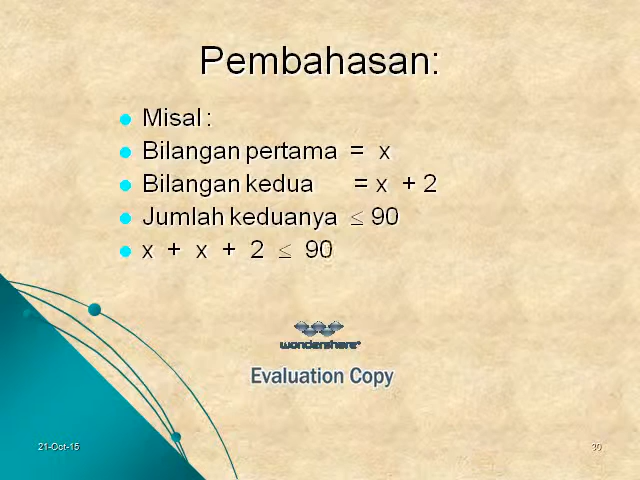 Pembahasan:
Misal :
Bilangan pertama = x
Bilangan kedua = x + 2
Jumlah keduanya ≤ 90
x + x + 2 ≤ 90
wondershare
Evaluation Copy
21-Oct-15
30